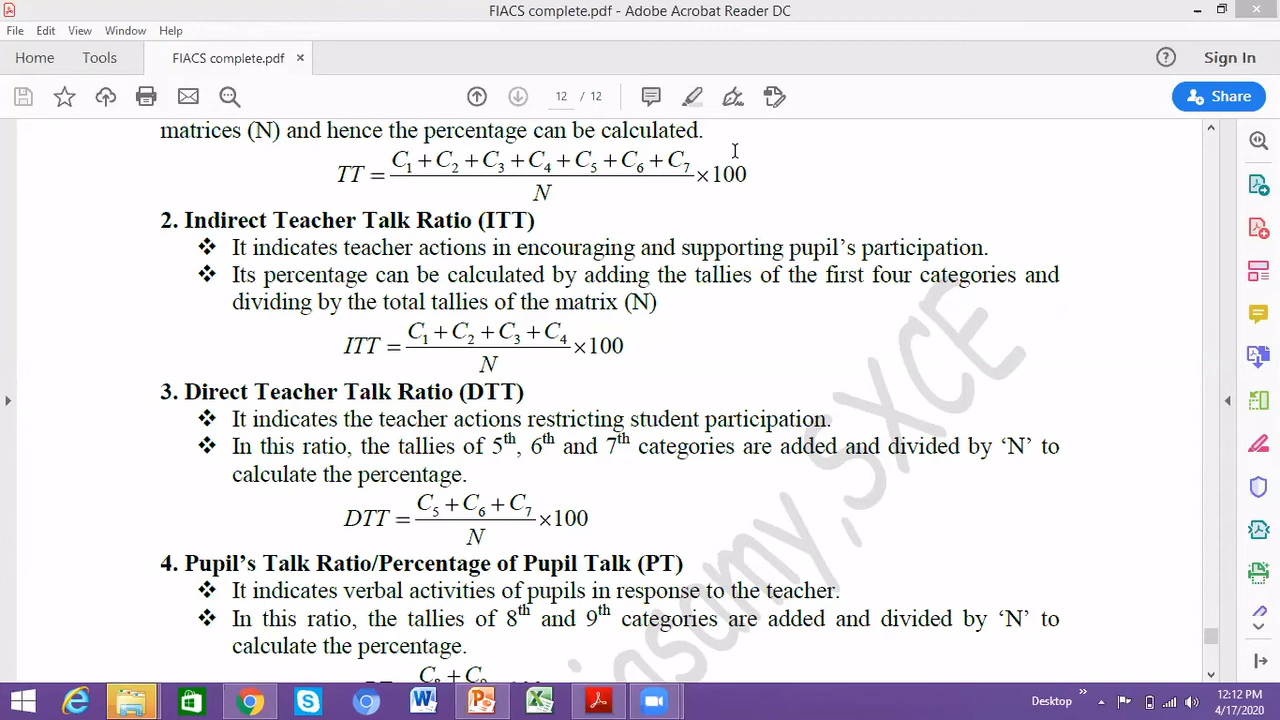 FIACS complete.pdf - Adobe Acrobat Reader DC
File Edit View Window Help
Home Tools FIACS complete.pdf × Sign In
12 / 12 Share
matrices (N) and hence the percentage can be calculated.
TT = (C₁ + C₂ + C₃ + C₄ + C₅ + C₆ + C₇) / N × 100
2. Indirect Teacher Talk Ratio (ITT)
❖ It indicates teacher actions in encouraging and supporting pupil's participation.
❖ Its percentage can be calculated by adding the tallies of the first four categories and
dividing by the total tallies of the matrix (N)
ITT = (C₁ + C₂ + C₃ + C₄) / N × 100
3. Direct Teacher Talk Ratio (DTT)
❖ It indicates the teacher actions restricting student participation.
❖ In this ratio, the tallies of 5th, 6th and 7th categories are added and divided by 'N' to
calculate the percentage.
DTT = (C₅ + C₆ + C₇) / N × 100
4. Pupil's Talk Ratio/Percentage of Pupil Talk (PT)
❖ It indicates verbal activities of pupils in response to the teacher.
❖ In this ratio, the tallies of 8th and 9th categories are added and divided by 'N' to
calculate the percentage.
C₈ + C₉
asamy, SXCE
Desktop 12:12 PM
4/17/2020